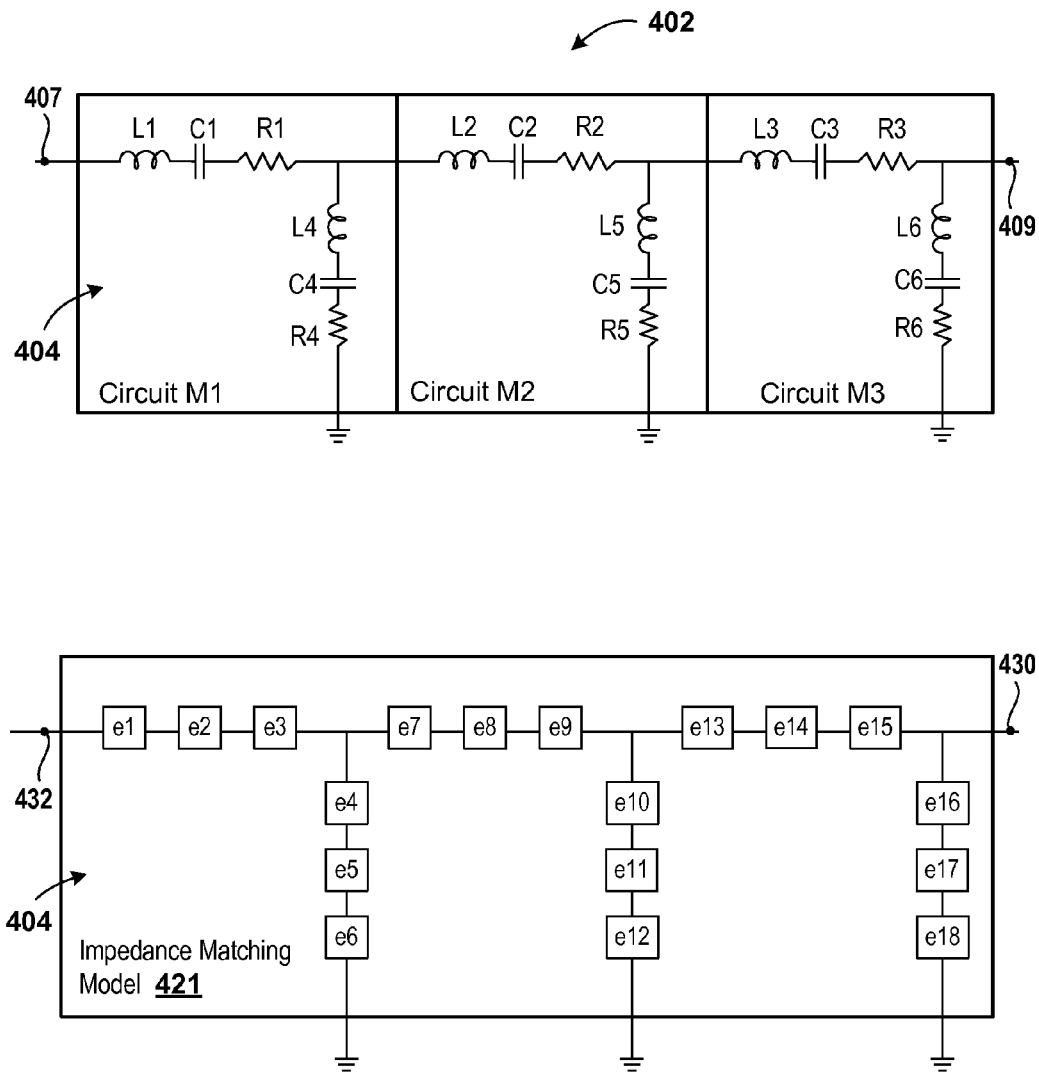 402
407
L1 C1 R1 L2 C2 R2 L3 C3 R3
L4 L5 L6
409
C4 C5 C6
R4 R5 R6
404
Circuit M1 Circuit M2 Circuit M3
430
e1 e2 e3 e7 e8 e9 e13 e14 e15
432
e4 e10 e16
e5 e11 e17
404
e6 e12 e18
Impedance Matching
Model 421